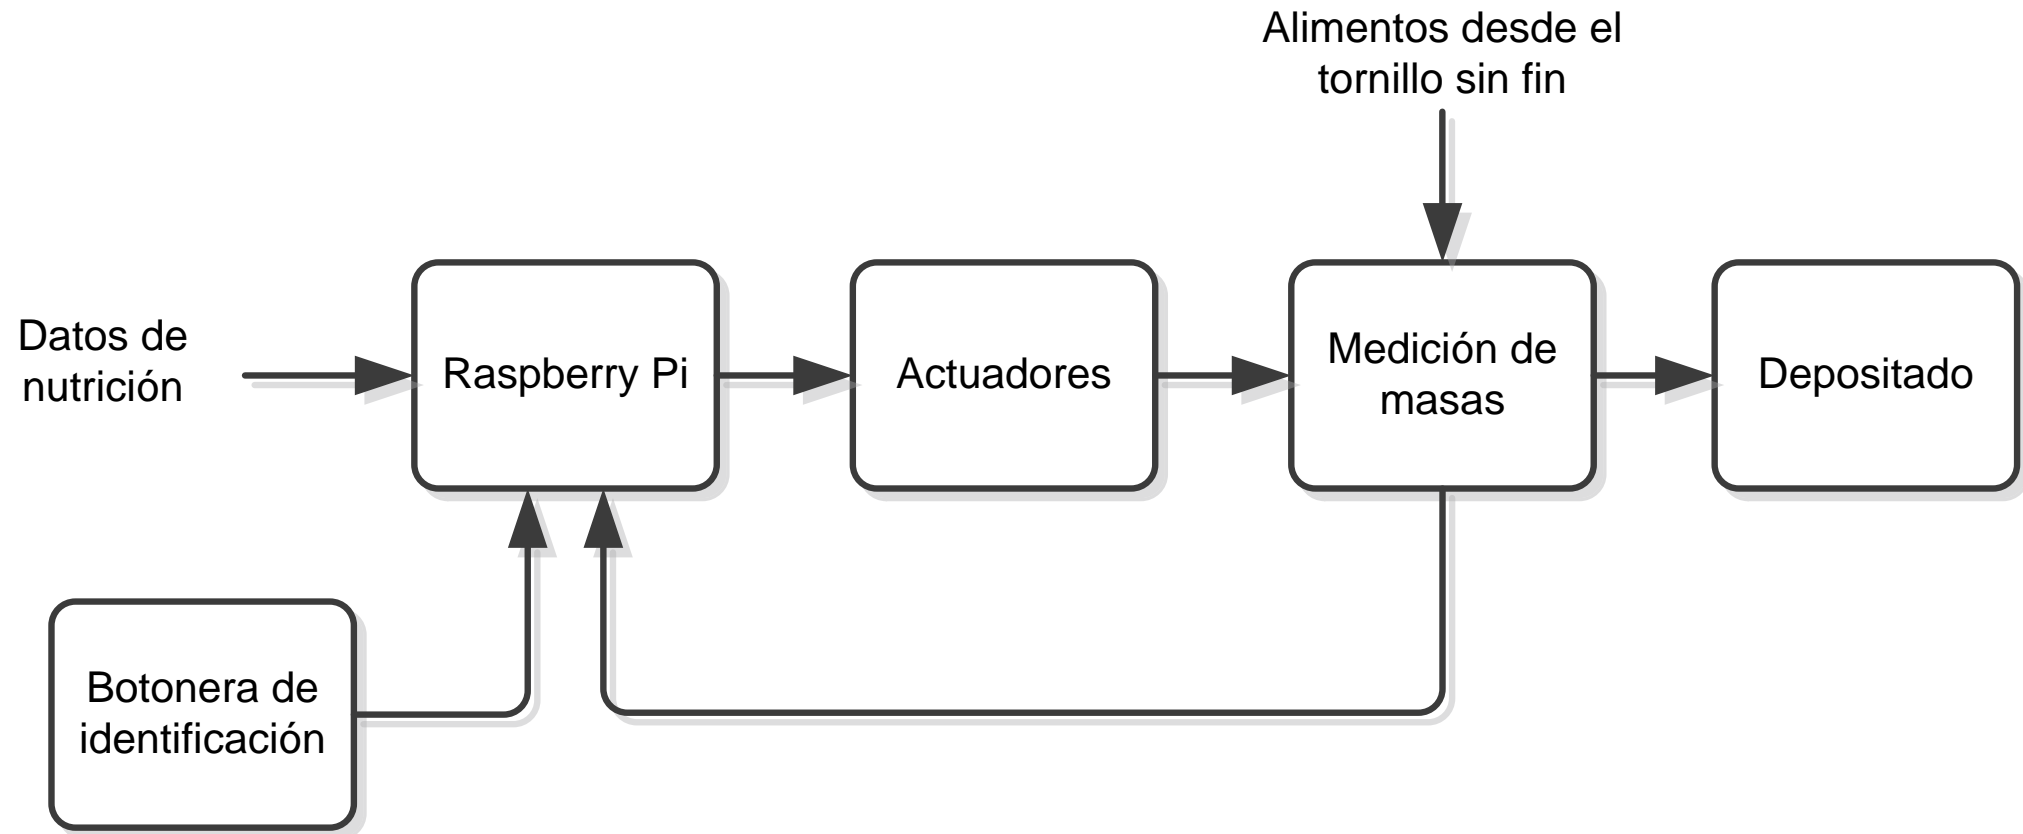 Alimentos desde el
tornillo sin fin
Datos de
nutrición
Raspberry Pi
Actuadores
Medición de
masas
Depositado
Botonera de
identificación